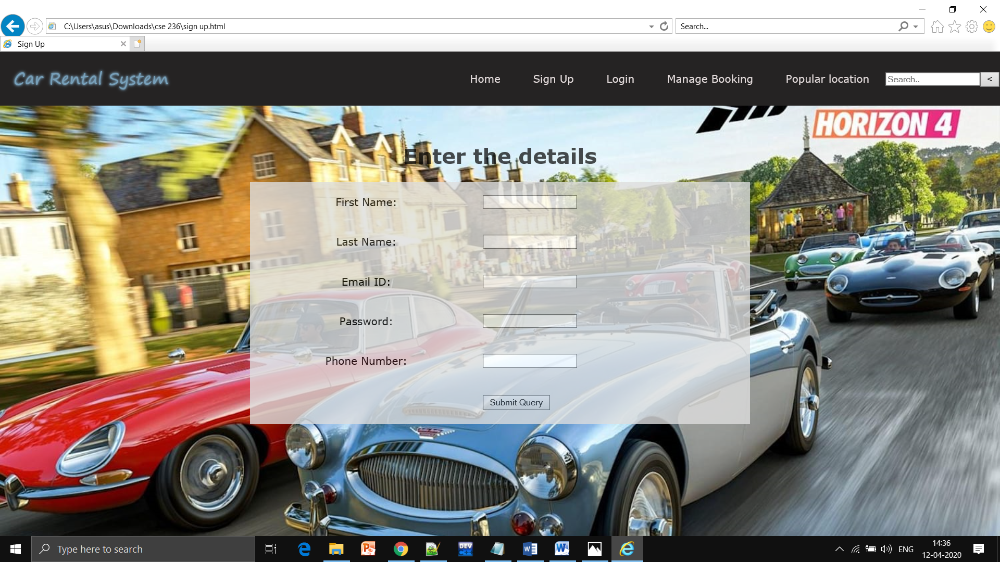 C:\Users\asus\Downloads\cse 236\sign up.html
Search...
Sign Up
Car Rental System
Home
Sign Up
Login
Manage Booking
Popular location
Search..
<
HORIZON 4
Enter the details
First Name:
Last Name:
Email ID:
Password:
Phone Number:
Submit Query
Type here to search
DEV
ENG
14:36
12-04-2020